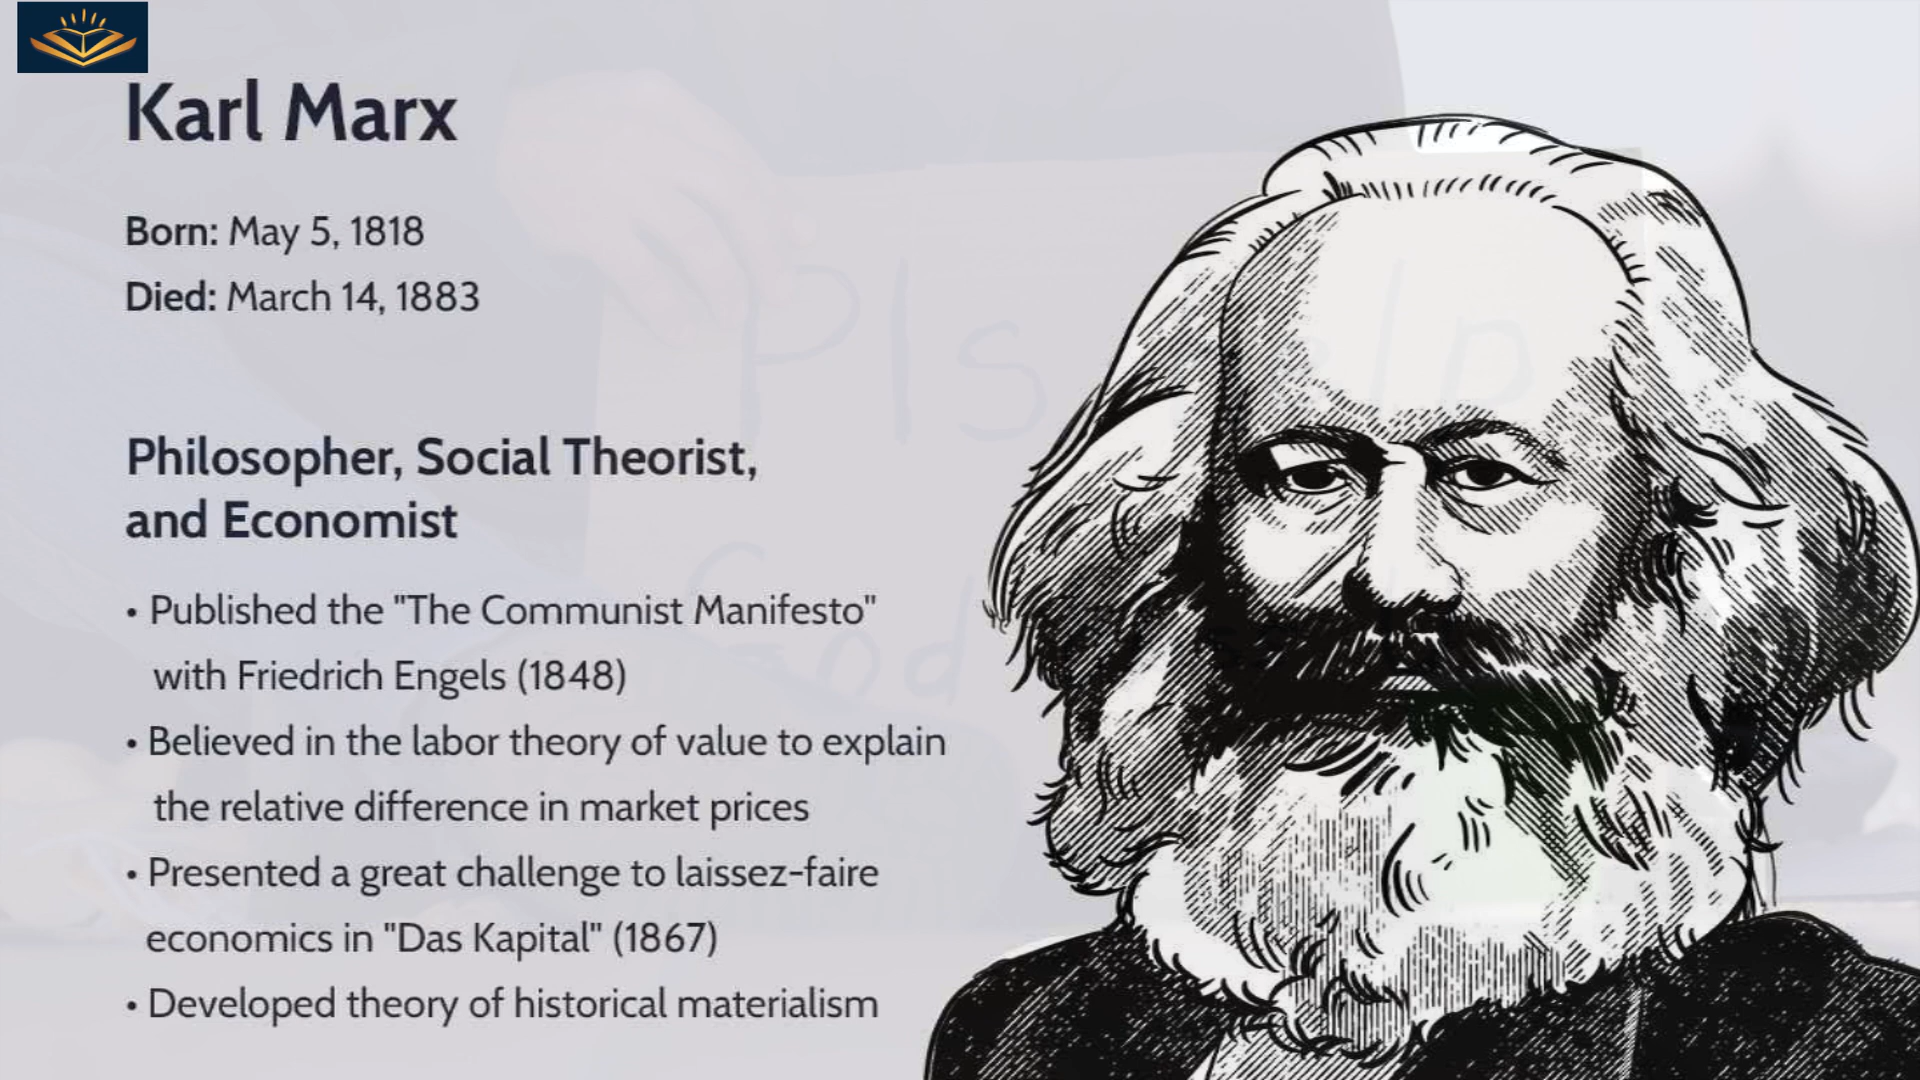 Karl Marx
Born: May 5, 1818
Died: March 14, 1883
Philosopher, Social Theorist,
and Economist
• Published the "The Communist Manifesto"
with Friedrich Engels (1848)
• Believed in the labor theory of value to explain
the relative difference in market prices
• Presented a great challenge to laissez-faire
economics in "Das Kapital" (1867)
• Developed theory of historical materialism
Pls
God